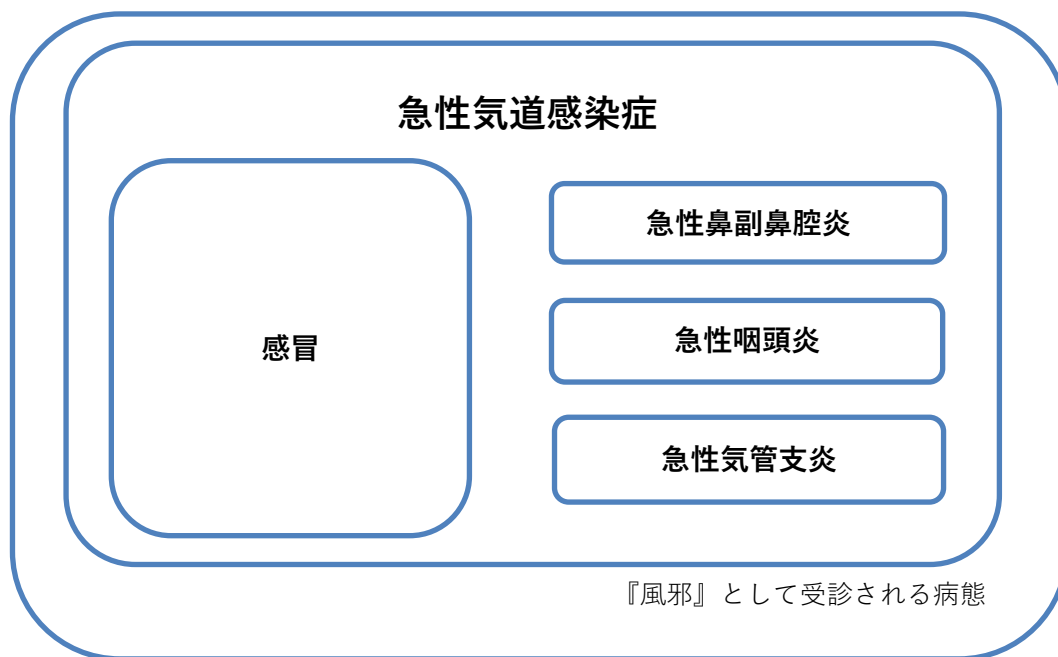 急性気道感染症
急性鼻副鼻腔炎
感冒
急性咽頭炎
急性気管支炎
『風邪』として受診される病態